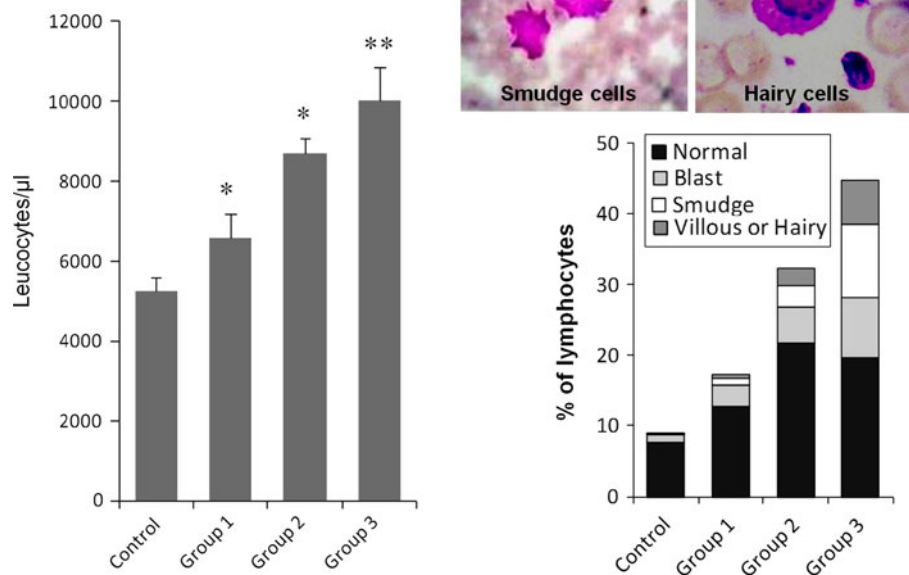 12000
10000
8000
6000
4000
2000
0
Leucocytes/µl
*
*
**
Control
Group 1
Group 2
Group 3
Smudge cells
Hairy cells
50
40
30
20
10
0
% of lymphocytes
Normal
Blast
Smudge
Villous or Hairy
Control
Group 1
Group 2
Group 3